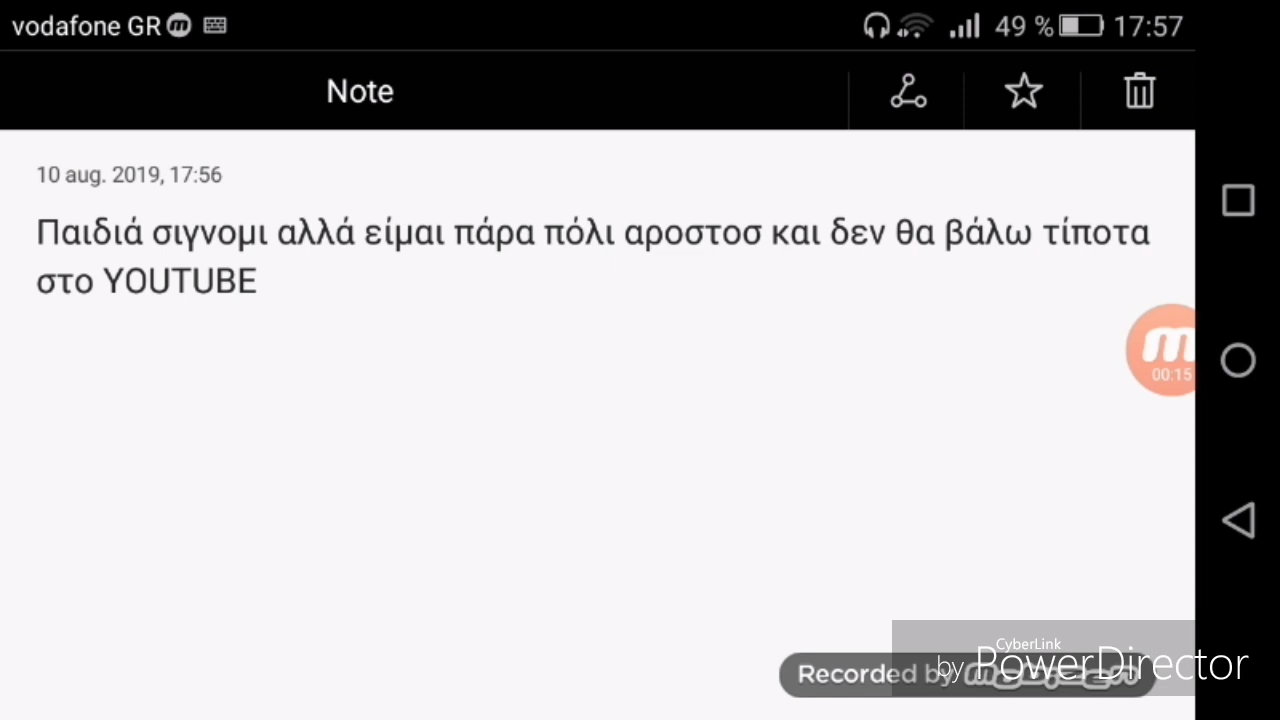 vodafone GR 49 % 17:57
Note
10 aug. 2019, 17:56
Παιδιά σιγνομι αλλά είμαι πάρα πόλι αροστοσ και δεν θα βάλω τίποτα
στο YOUTUBE
00:15
CyberLink
by PowerDirector
Recorded by